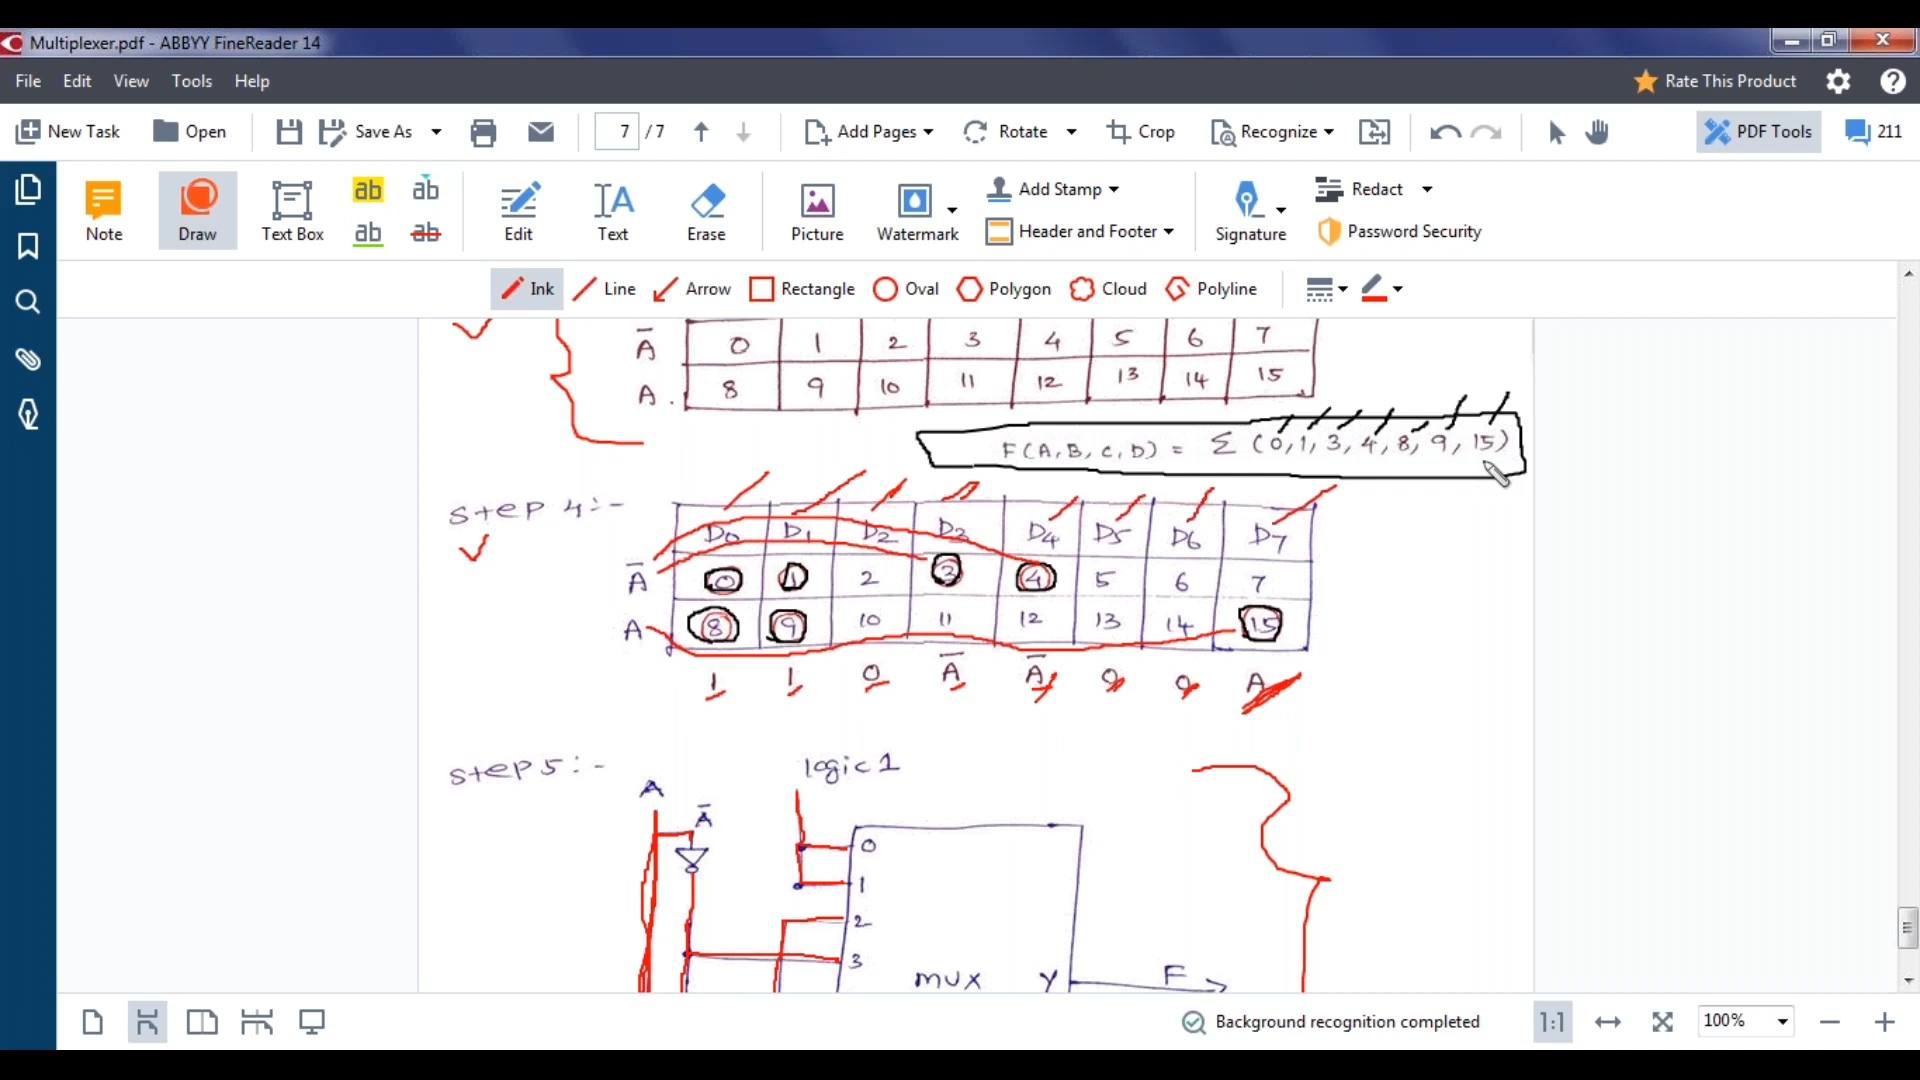 Multiplexer.pdf - ABBYY FineReader 14
File Edit View Tools Help
Rate This Product
New Task Open Save As 7 / 7 Add Pages Rotate Crop Recognize PDF Tools 211
Note Draw Text Box ab ab ab ab Edit Text Erase Picture Watermark Add Stamp Header and Footer Signature Redact Password Security
Ink Line Arrow Rectangle Oval Polygon Cloud Polyline
Ā 0 1 2 3 4 5 6 7
A. 8 9 10 11 12 13 14 15
F(A, B, C, D) = Σ (0, 1, 3, 4, 8, 9, 15)
step 4:-
D0 D1 D2 D3 D4 D5 D6 D7
Ā 0 1 2 3 4 5 6 7
A 8 9 10 11 12 13 14 15
1 1 0 Ā Ā 0 0 A
step 5:-
logic 1
A
Ā
0
1
2
3
mux Y F
Background recognition completed 1:1 100%